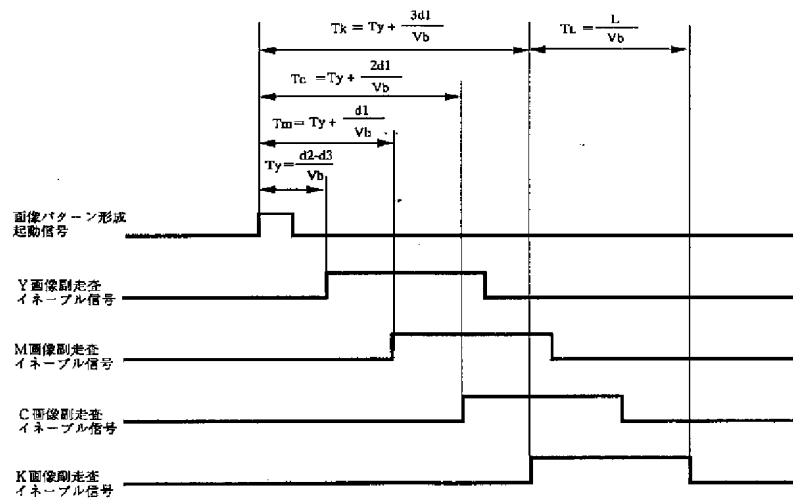 Tk = Ty + 3d1/Vb
TL = L/Vb
Tc = Ty + 2d1/Vb
Tm = Ty + d1/Vb
Ty = d2-d3/Vb
画像パターン形成
起動信号
Y画像副走査
イネーブル信号
M画像副走査
イネーブル信号
C画像副走査
イネーブル信号
K画像副走査
イネーブル信号